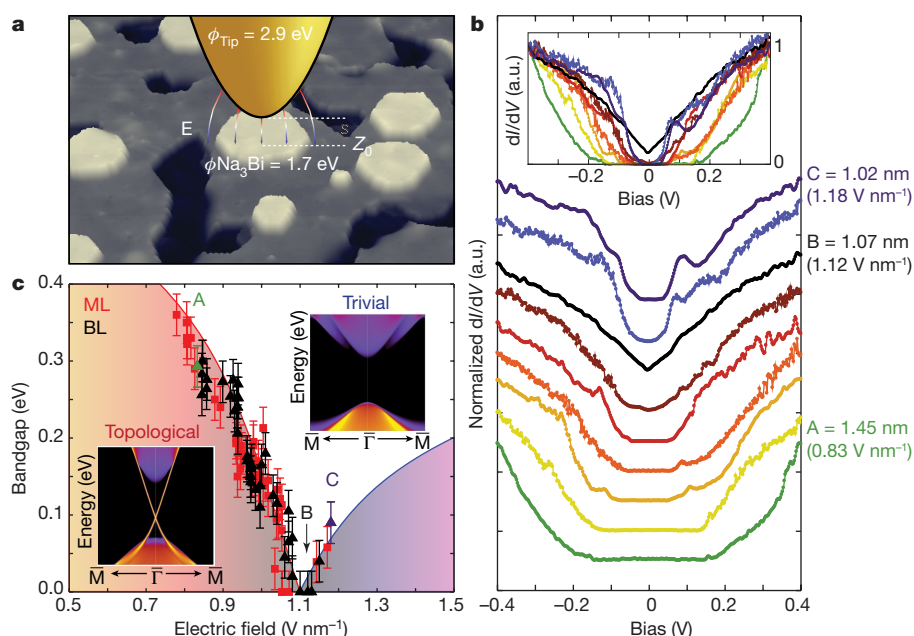 a
ϕTip = 2.9 eV
E
s
Z0
ϕNa3Bi = 1.7 eV
b
dI/dV (a.u.)
1
0
−0.2 0 0.2
Bias (V)
C = 1.02 nm
(1.18 V nm−1)
B = 1.07 nm
(1.12 V nm−1)
A = 1.45 nm
(0.83 V nm−1)
Normalized dI/dV (a.u.)
−0.4 −0.2 0 0.2 0.4
Bias (V)
c
Bandgap (eV)
0.4
0.3
0.2
0.1
0.0
ML
BL
A
Trivial
Energy (eV)
M̅ Γ̅ M̅
Topological
Energy (eV)
M̅ Γ̅ M̅
B
C
0.5 0.7 0.9 1.1 1.3 1.5
Electric field (V nm−1)